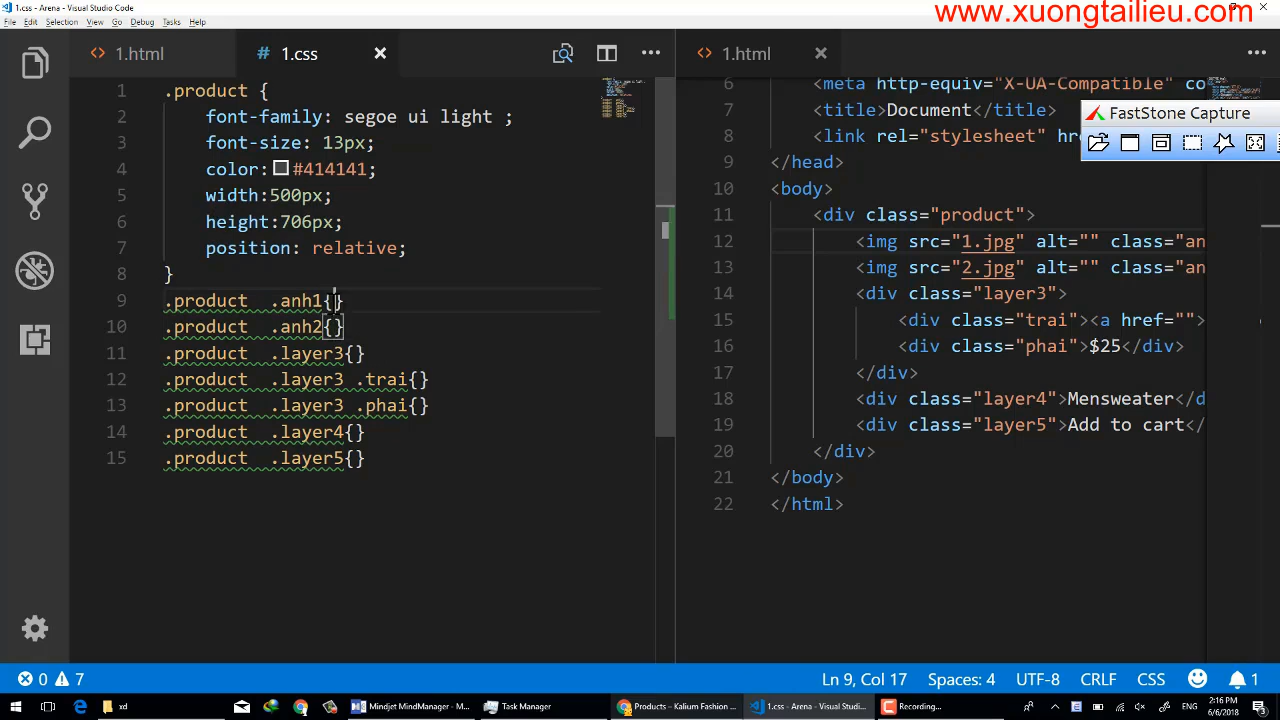 1.css - Arena - Visual Studio Code
www.xuongtailieu.com
File Edit Selection View Go Debug Tasks Help
1.html
1.css
1.html
1 .product {
2 font-family: segoe ui light ;
3 font-size: 13px;
4 color: #414141;
5 width:500px;
6 height:706px;
7 position: relative;
8 }
9 .product .anh1{}
10 .product .anh2{}
11 .product .layer3{}
12 .product .layer3 .trai{}
13 .product .layer3 .phai{}
14 .product .layer4{}
15 .product .layer5{}
6 <meta http-equiv="X-UA-Compatible" co
7 <title>Document</title>
8 <link rel="stylesheet" hr
9 </head>
10 <body>
11 <div class="product">
12 <img src="1.jpg" alt="" class="an
13 <img src="2.jpg" alt="" class="an
14 <div class="layer3">
15 <div class="trai"><a href="">
16 <div class="phai">$25</div>
17 </div>
18 <div class="layer4">Mensweater</d
19 <div class="layer5">Add to cart</
20 </div>
21 </body>
22 </html>
FastStone Capture
0 7
Ln 9, Col 17 Spaces: 4 UTF-8 CRLF CSS 1
xd
Mindjet MindManager - M...
Task Manager
Products – Kalium Fashion ...
1.css - Arena - Visual Studi...
Recording...
ENG
2:16 PM
6/6/2018
3